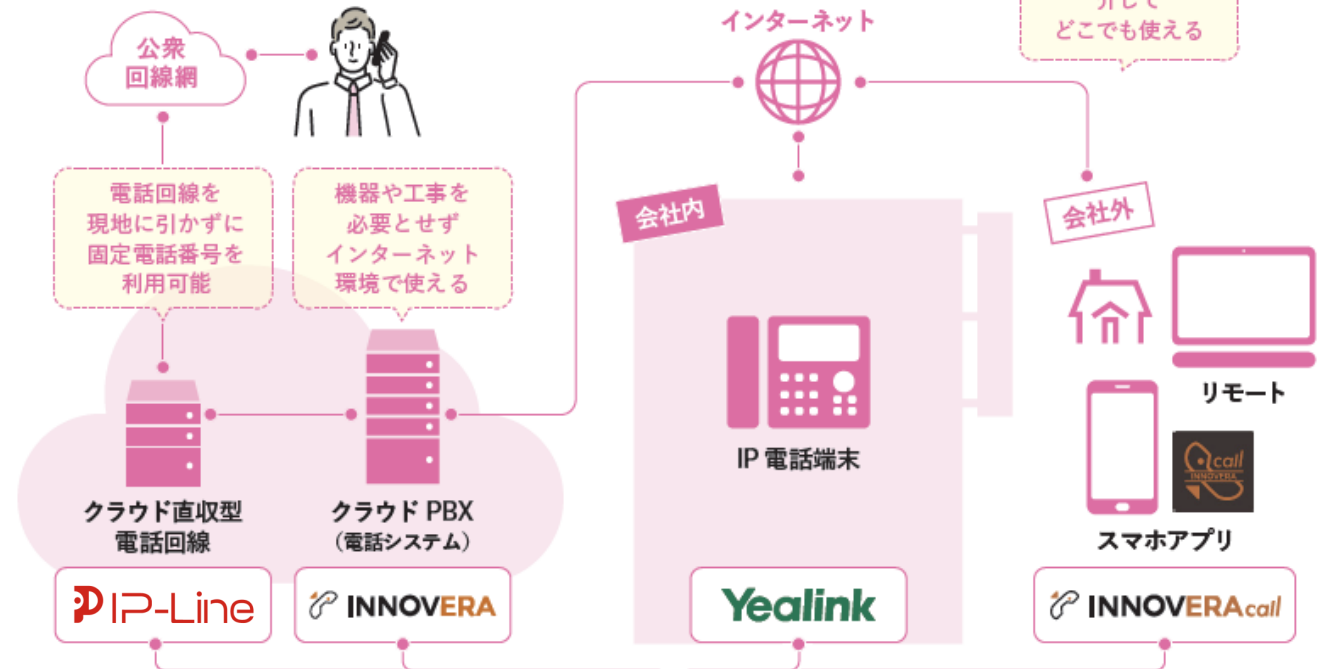 公衆
回線網
インターネット
介して
どこでも使える
電話回線を
現地に引かずに
固定電話番号を
利用可能
機器や工事を
必要とせず
インターネット
環境で使える
会社内
会社外
IP 電話端末
リモート
call
INNOVERA
スマホアプリ
クラウド直収型
電話回線
クラウド PBX
(電話システム)
IP-Line
INNOVERA
Yealink
INNOVERAcall